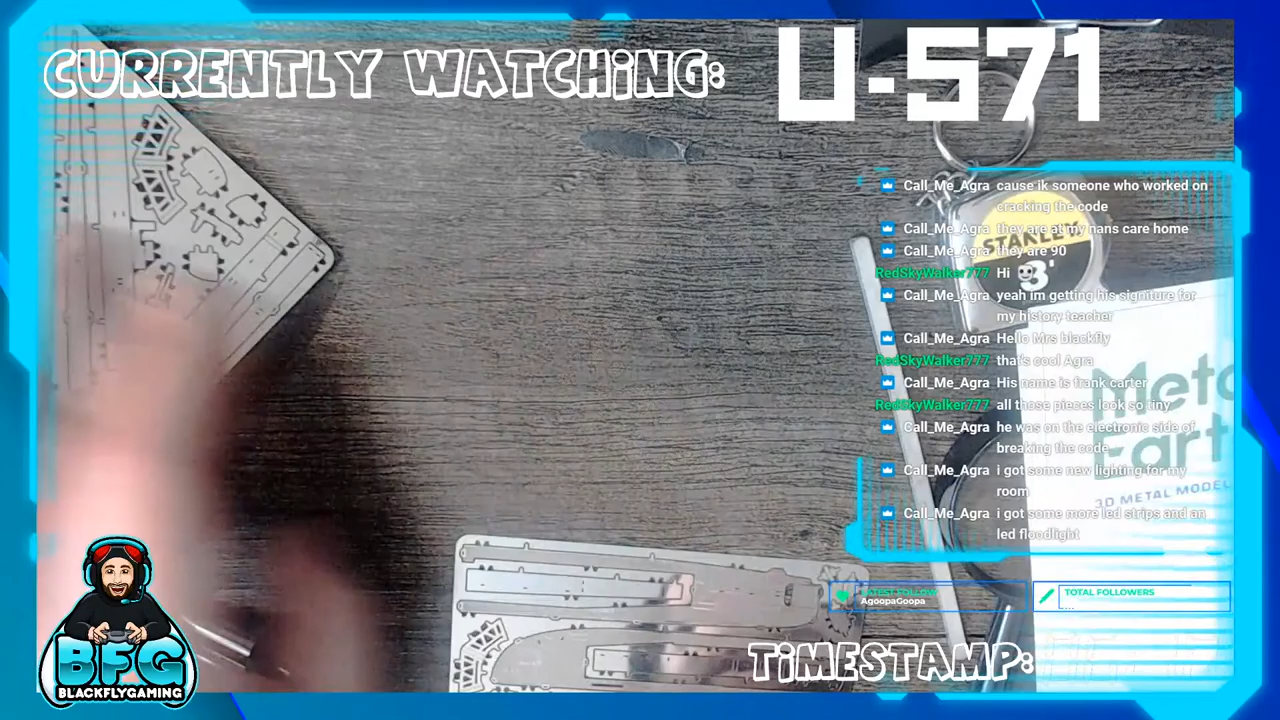 CURRENTLY WATCHING:
U-571
Call_Me_Agra cause ik someone who worked on
cracking the code
Call_Me_Agra they are at my nans care home
Call_Me_Agra they are 90
RedSkyWalker777 Hi
Call_Me_Agra yeah im getting his signiture for
my history teacher
Call_Me_Agra Hello Mrs blackfly
RedSkyWalker777 that's cool Agra
Call_Me_Agra His name is frank carter
RedSkyWalker777 all those pieces look so tiny
Call_Me_Agra he was on the electronic side of
breaking the code
Call_Me_Agra i got some new lighting for my
room
Call_Me_Agra i got some more led strips and an
led floodlight
STANLEY
3'
Meta
Eart
3D METAL MODEL
LATEST FOLLOW
AgoopaGoopa
TOTAL FOLLOWERS
....
TIMESTAMP:
BFG
BLACKFLYGAMING